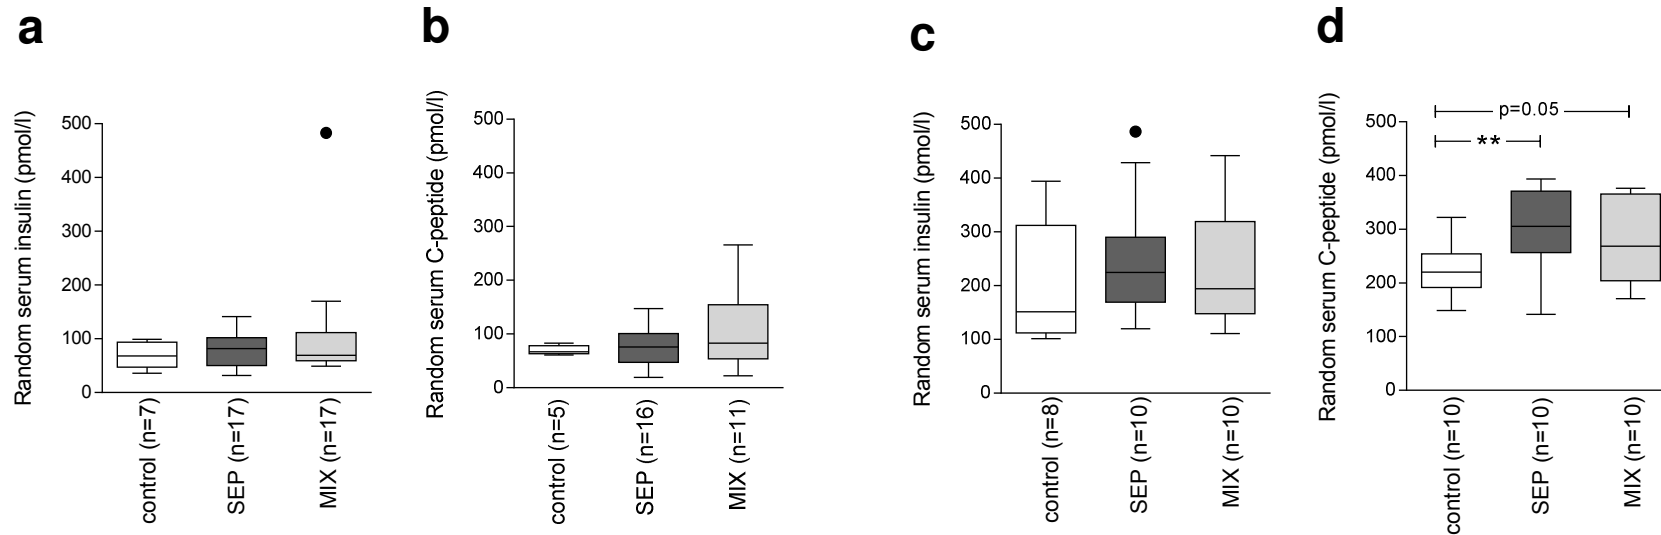 a
Random serum insulin (pmol/l)
500
400
300
200
100
0
control (n=7)
SEP (n=17)
MIX (n=17)
b
Random serum C-peptide (pmol/l)
500
400
300
200
100
0
control (n=5)
SEP (n=16)
MIX (n=11)
c
Random serum insulin (pmol/l)
500
400
300
200
100
0
control (n=8)
SEP (n=10)
MIX (n=10)
d
Random serum C-peptide (pmol/l)
p=0.05
**
500
400
300
200
100
0
control (n=10)
SEP (n=10)
MIX (n=10)